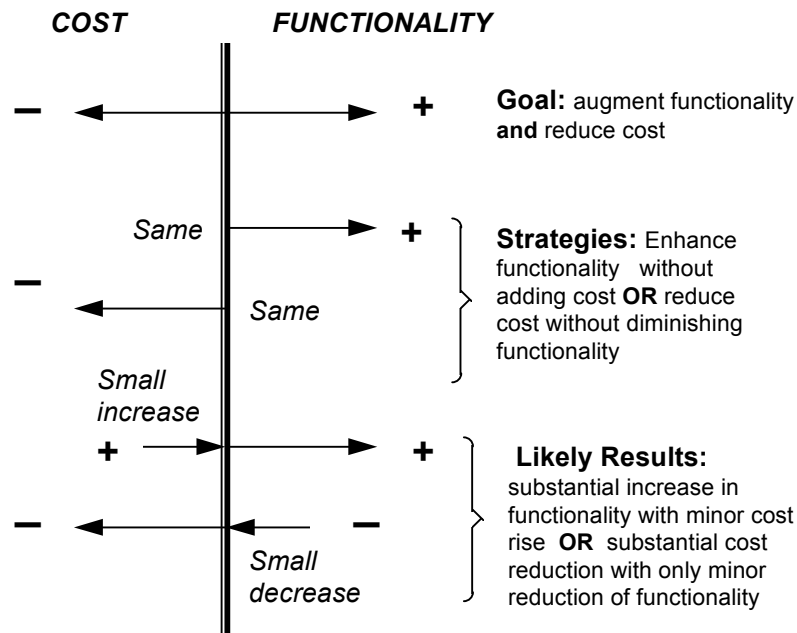 COST FUNCTIONALITY
− + Goal: augment functionality
and reduce cost
Same + Strategies: Enhance
functionality without
− adding cost OR reduce
Same cost without diminishing
functionality
Small
increase
+ + Likely Results:
substantial increase in
functionality with minor cost
− − rise OR substantial cost
Small reduction with only minor
decrease reduction of functionality